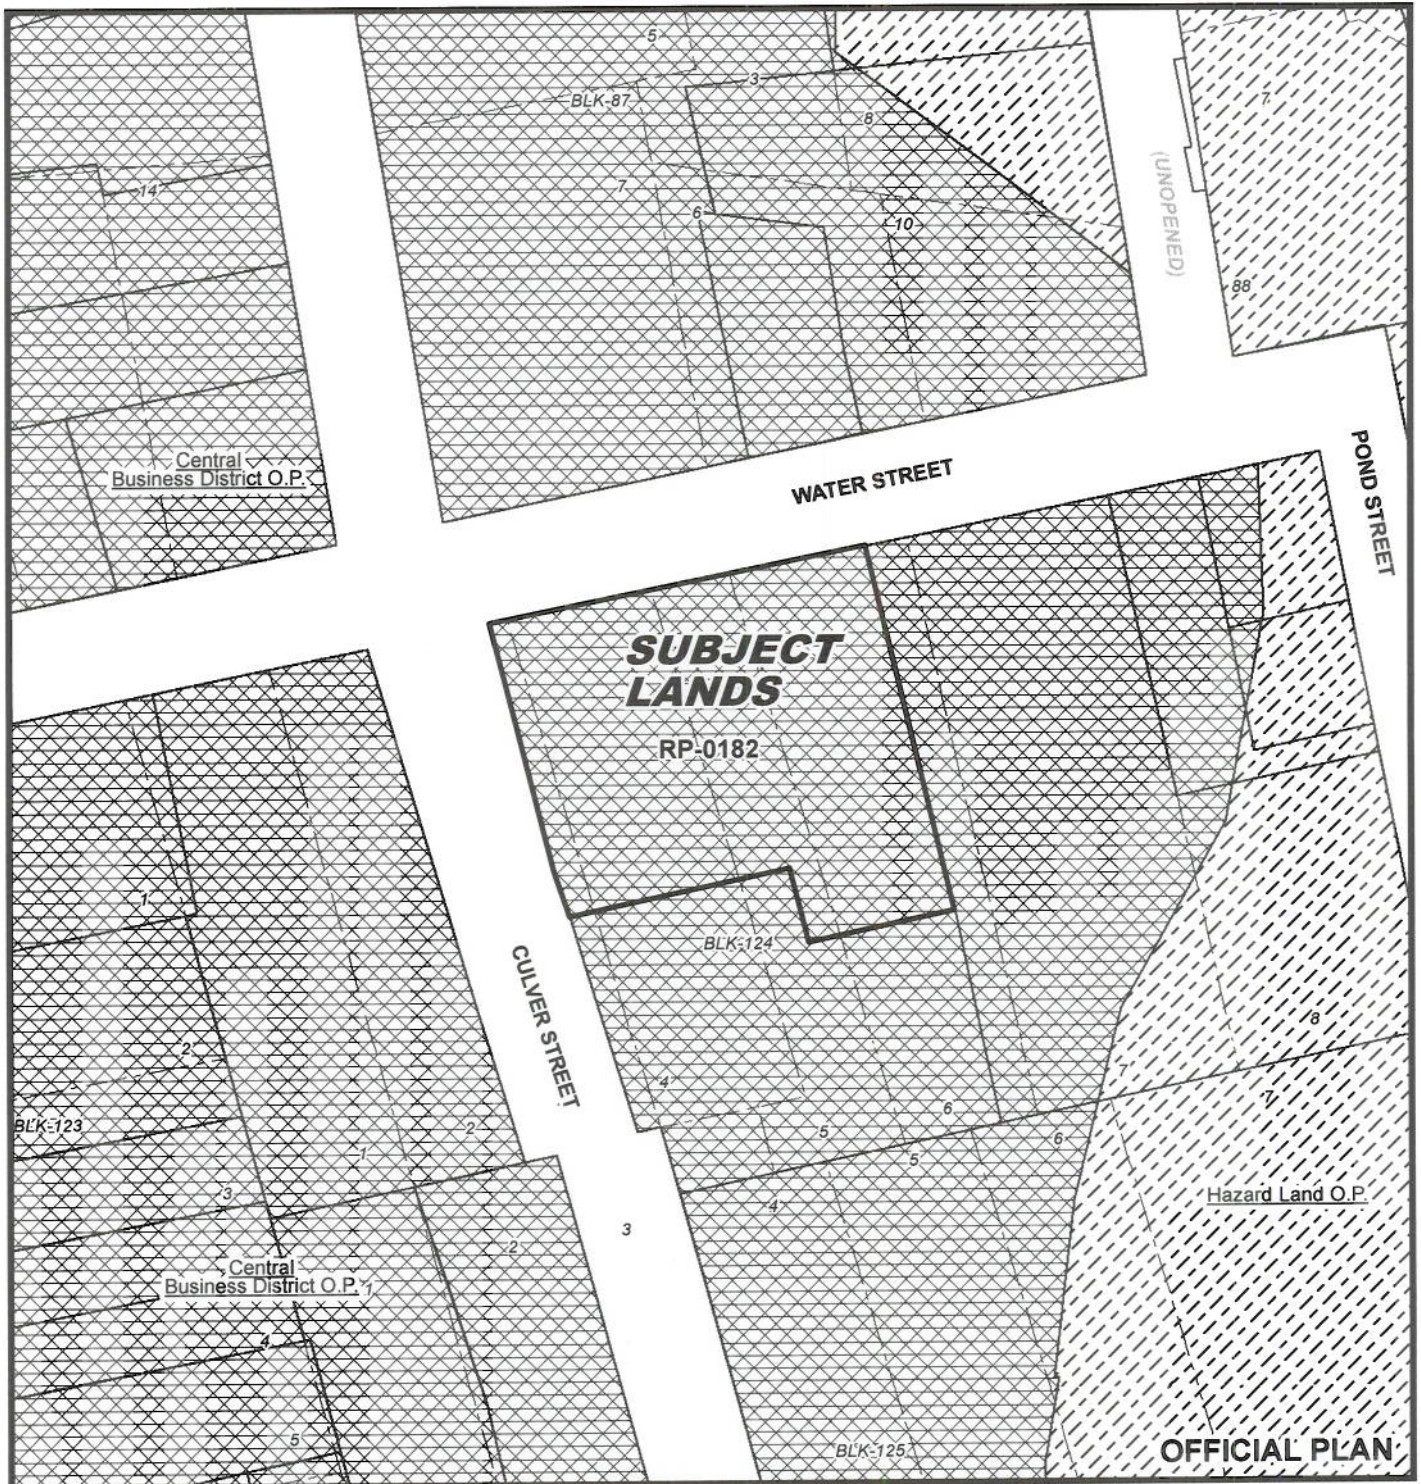 5
3
BLK-87
7
8
14
7
(UNOPENED)
6
10
88
Central
Business District O.P.
WATER STREET
POND STREET
SUBJECT
LANDS
RP-0182
1
BLK-124
CULVER STREET
8
2
4
7
7
BLK-123
6
5
6
2
1
5
3
4
Hazard Land O.P.
3
2
Central
Business District O.P.
1
4
5
BLK-125
OFFICIAL PLAN